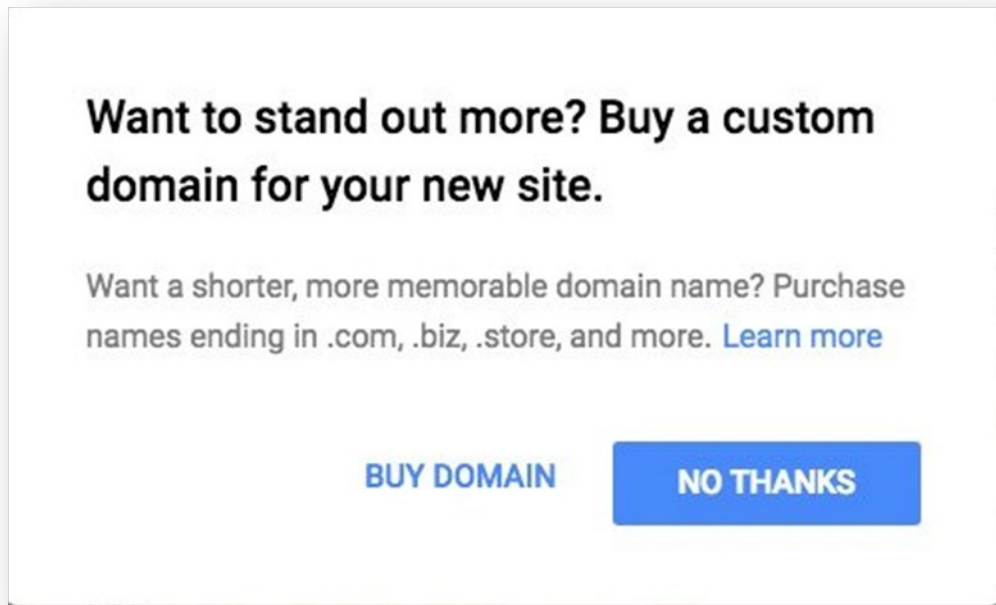 Want to stand out more? Buy a custom
domain for your new site.
Want a shorter, more memorable domain name? Purchase
names ending in .com, .biz, .store, and more. Learn more
BUY DOMAIN NO THANKS